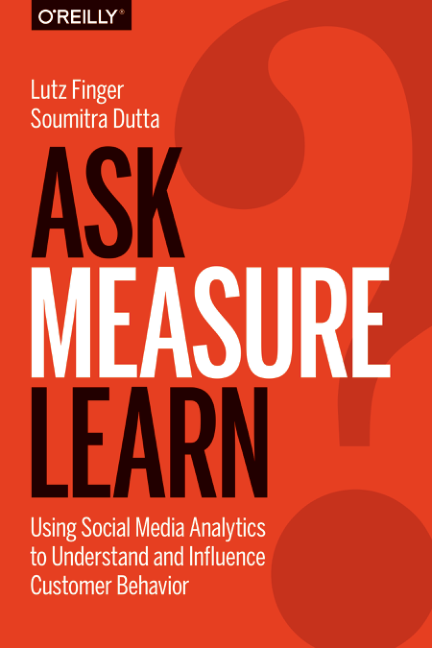 O'REILLY®
Lutz Finger
Soumitra Dutta
ASK
MEASURE
LEARN
Using Social Media Analytics
to Understand and Influence
Customer Behavior